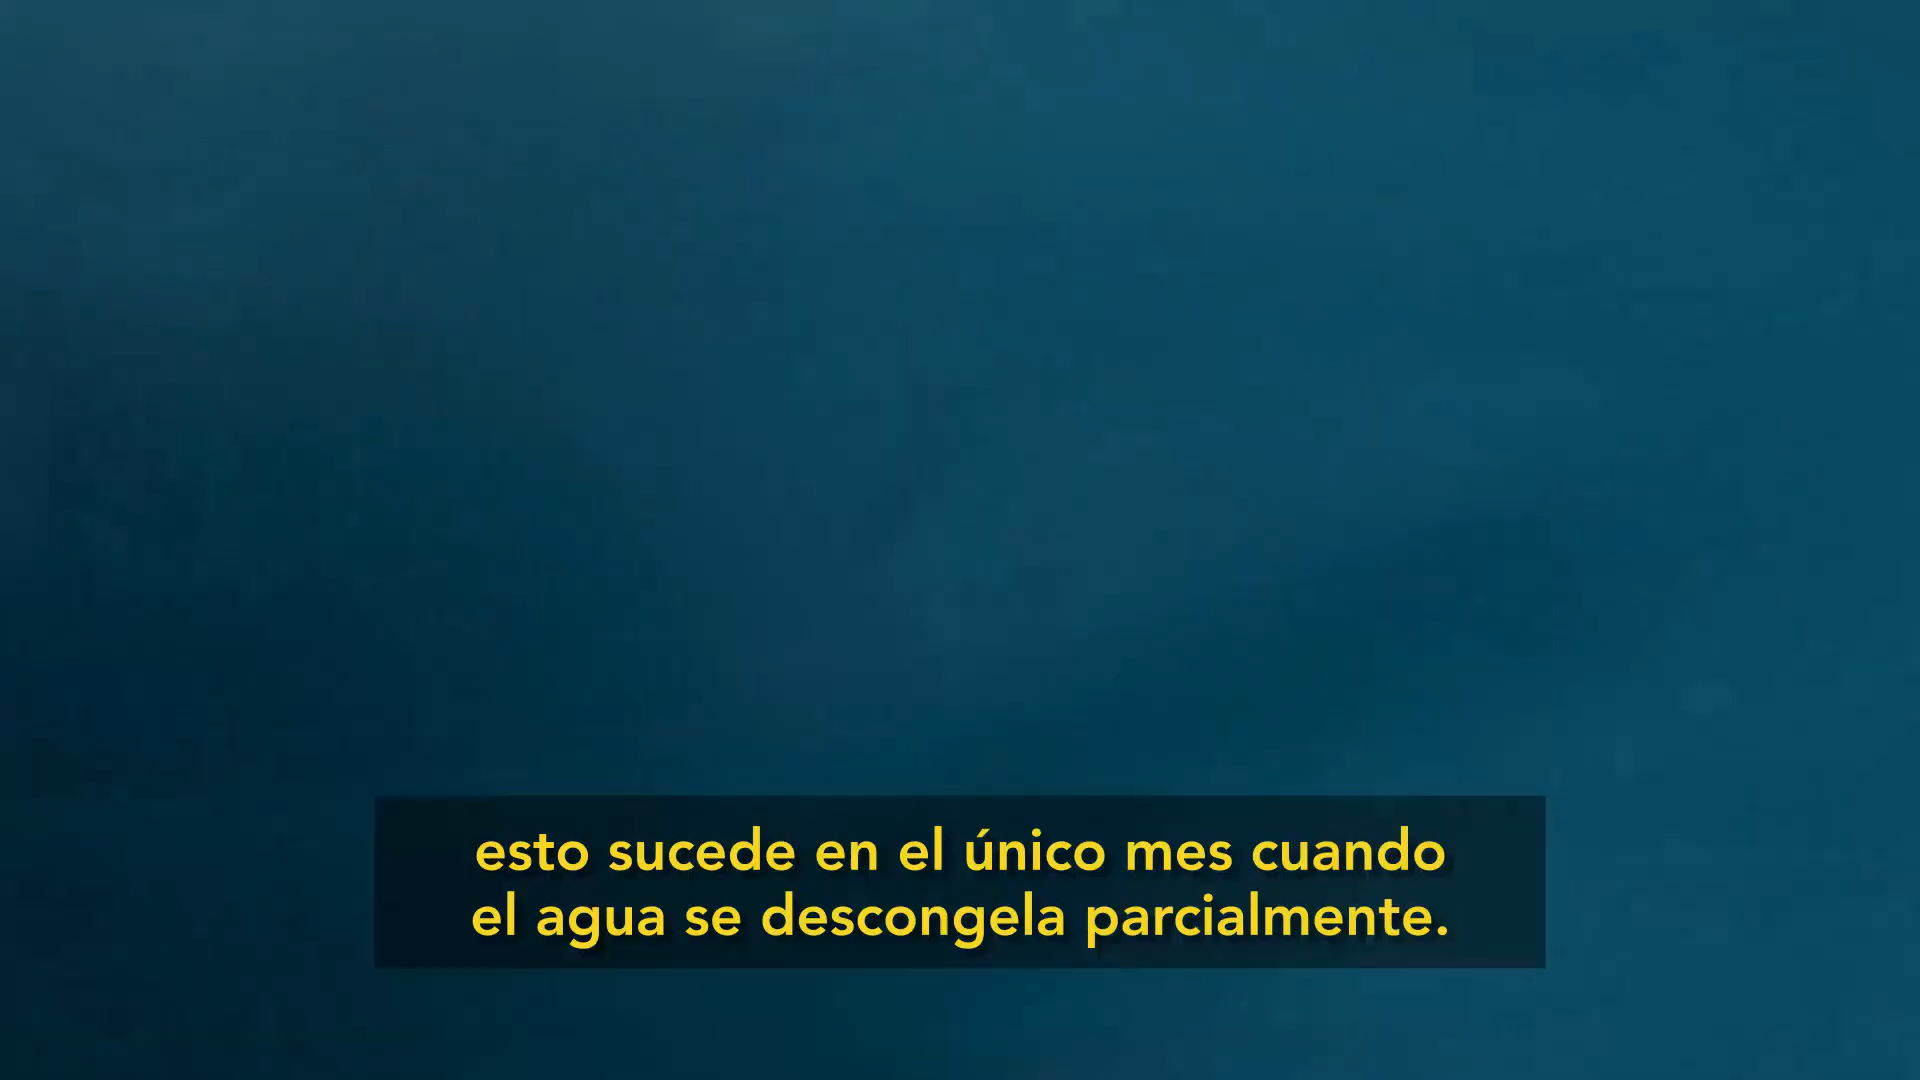 esto sucede en el único mes cuando
el agua se descongela parcialmente.